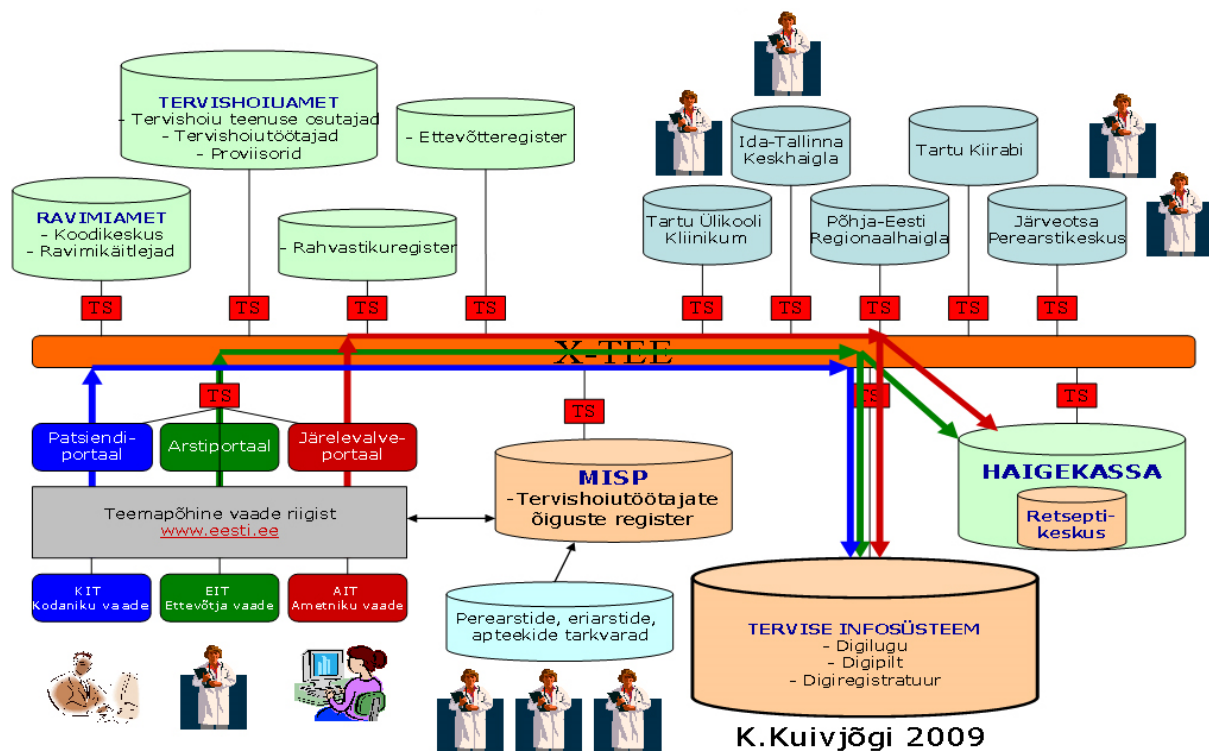 TERVISHOIUAMET
- Tervishoiu teenuse osutajad
- Tervishoiutöötajad
- Proviisorid
- Ettevõtteregister
RAVIMIAMET
- Koodikeskus
- Ravimikäitlejad
- Rahvastikuregister
Ida-Tallinna
Keskhaigla
Tartu Kiirabi
Tartu Ülikooli
Kliinikum
Põhja-Eesti
Regionaalhaigla
Järveotsa
Perearstikeskus
TS
TS
TS
TS
TS
TS
TS
TS
TS
X-TEE
TS
TS
TS
TS
Patsiendi-
portaal
Arstiportaal
Järelevalve-
portaal
Teemapõhine vaade riigist
www.eesti.ee
KIT
Kodaniku vaade
EIT
Ettevõtja vaade
AIT
Ametniku vaade
MISP
-Tervishoiutöötajate
õiguste register
Perearstide, eriarstide,
apteekide tarkvarad
HAIGEKASSA
Retsepti-
keskus
TERVISE INFOSÜSTEEM
- Digilugu
- Digipilt
- Digiregistratuur
K.Kuivjõgi 2009